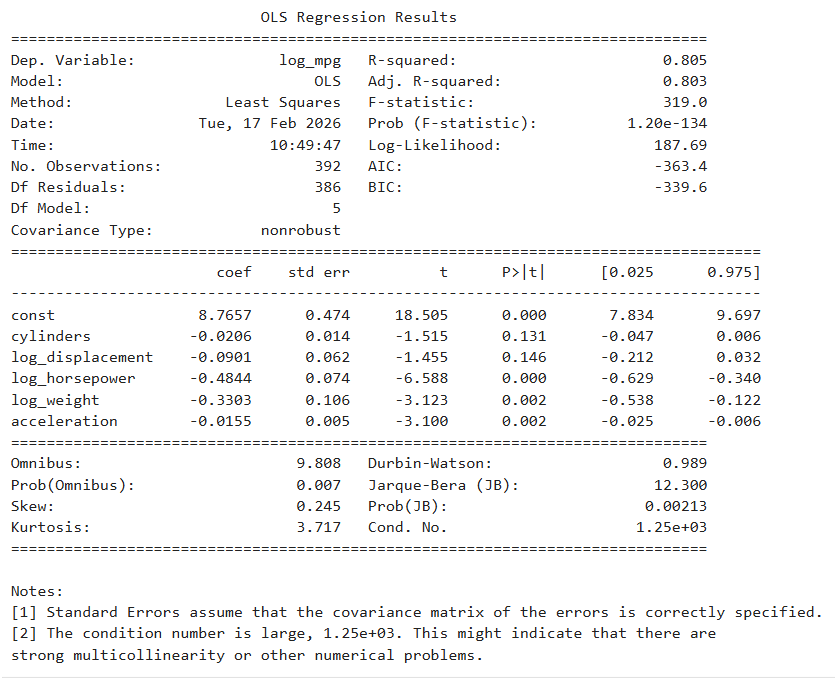 OLS Regression Results                            
==============================================================================
Dep. Variable:                log_mpg   R-squared:                       0.805
Model:                            OLS   Adj. R-squared:                  0.803
Method:                 Least Squares   F-statistic:                     319.0
Date:                Tue, 17 Feb 2026   Prob (F-statistic):          1.20e-134
Time:                        10:49:47   Log-Likelihood:                 187.69
No. Observations:                 392   AIC:                            -363.4
Df Residuals:                     386   BIC:                            -339.6
Df Model:                           5
Covariance Type:            nonrobust
====================================================================================
                       coef    std err          t      P>|t|      [0.025      0.975]
------------------------------------------------------------------------------------
const                8.7657      0.474     18.505      0.000       7.834       9.697
cylinders           -0.0206      0.014     -1.515      0.131      -0.047       0.006
log_displacement    -0.0901      0.062     -1.455      0.146      -0.212       0.032
log_horsepower      -0.4844      0.074     -6.588      0.000      -0.629      -0.340
log_weight          -0.3303      0.106     -3.123      0.002      -0.538      -0.122
acceleration        -0.0155      0.005     -3.100      0.002      -0.025      -0.006
==============================================================================
Omnibus:                        9.808   Durbin-Watson:                   0.989
Prob(Omnibus):                  0.007   Jarque-Bera (JB):               12.300
Skew:                           0.245   Prob(JB):                      0.00213
Kurtosis:                       3.717   Cond. No.                     1.25e+03
==============================================================================

Notes:
[1] Standard Errors assume that the covariance matrix of the errors is correctly specified.
[2] The condition number is large, 1.25e+03. This might indicate that there are
strong multicollinearity or other numerical problems.